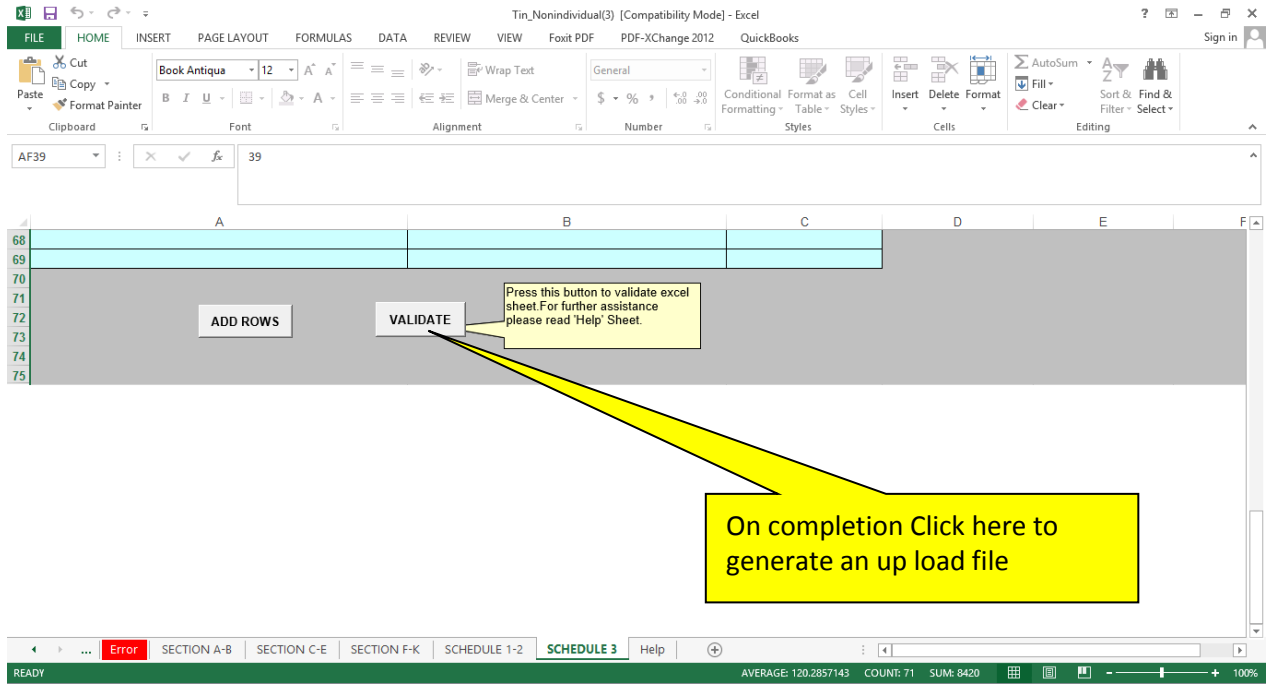 Tin_Nonindividual(3) [Compatibility Mode] - Excel
?
FILE HOME INSERT PAGE LAYOUT FORMULAS DATA REVIEW VIEW Foxit PDF PDF-XChange 2012 QuickBooks Sign in
Paste
Cut
Copy
Format Painter
Clipboard
Book Antiqua 12 A A
B I U A
Font
Wrap Text
Merge & Center
Alignment
General
$ % , .0 .00 .00 .0
Number
Conditional Formatting
Format as Table
Cell Styles
Styles
Insert Delete Format
Cells
AutoSum
Fill
Clear
Sort & Filter
Find & Select
Editing
AF39 fx 39
A B C D E F
68
69
70
71
72
73
74
75
ADD ROWS
VALIDATE
Press this button to validate excel
sheet.For further assistance
please read 'Help' Sheet.
On completion Click here to
generate an up load file
... Error SECTION A-B SECTION C-E SECTION F-K SCHEDULE 1-2 SCHEDULE 3 Help
READY AVERAGE: 120.2857143 COUNT: 71 SUM: 8420 100%